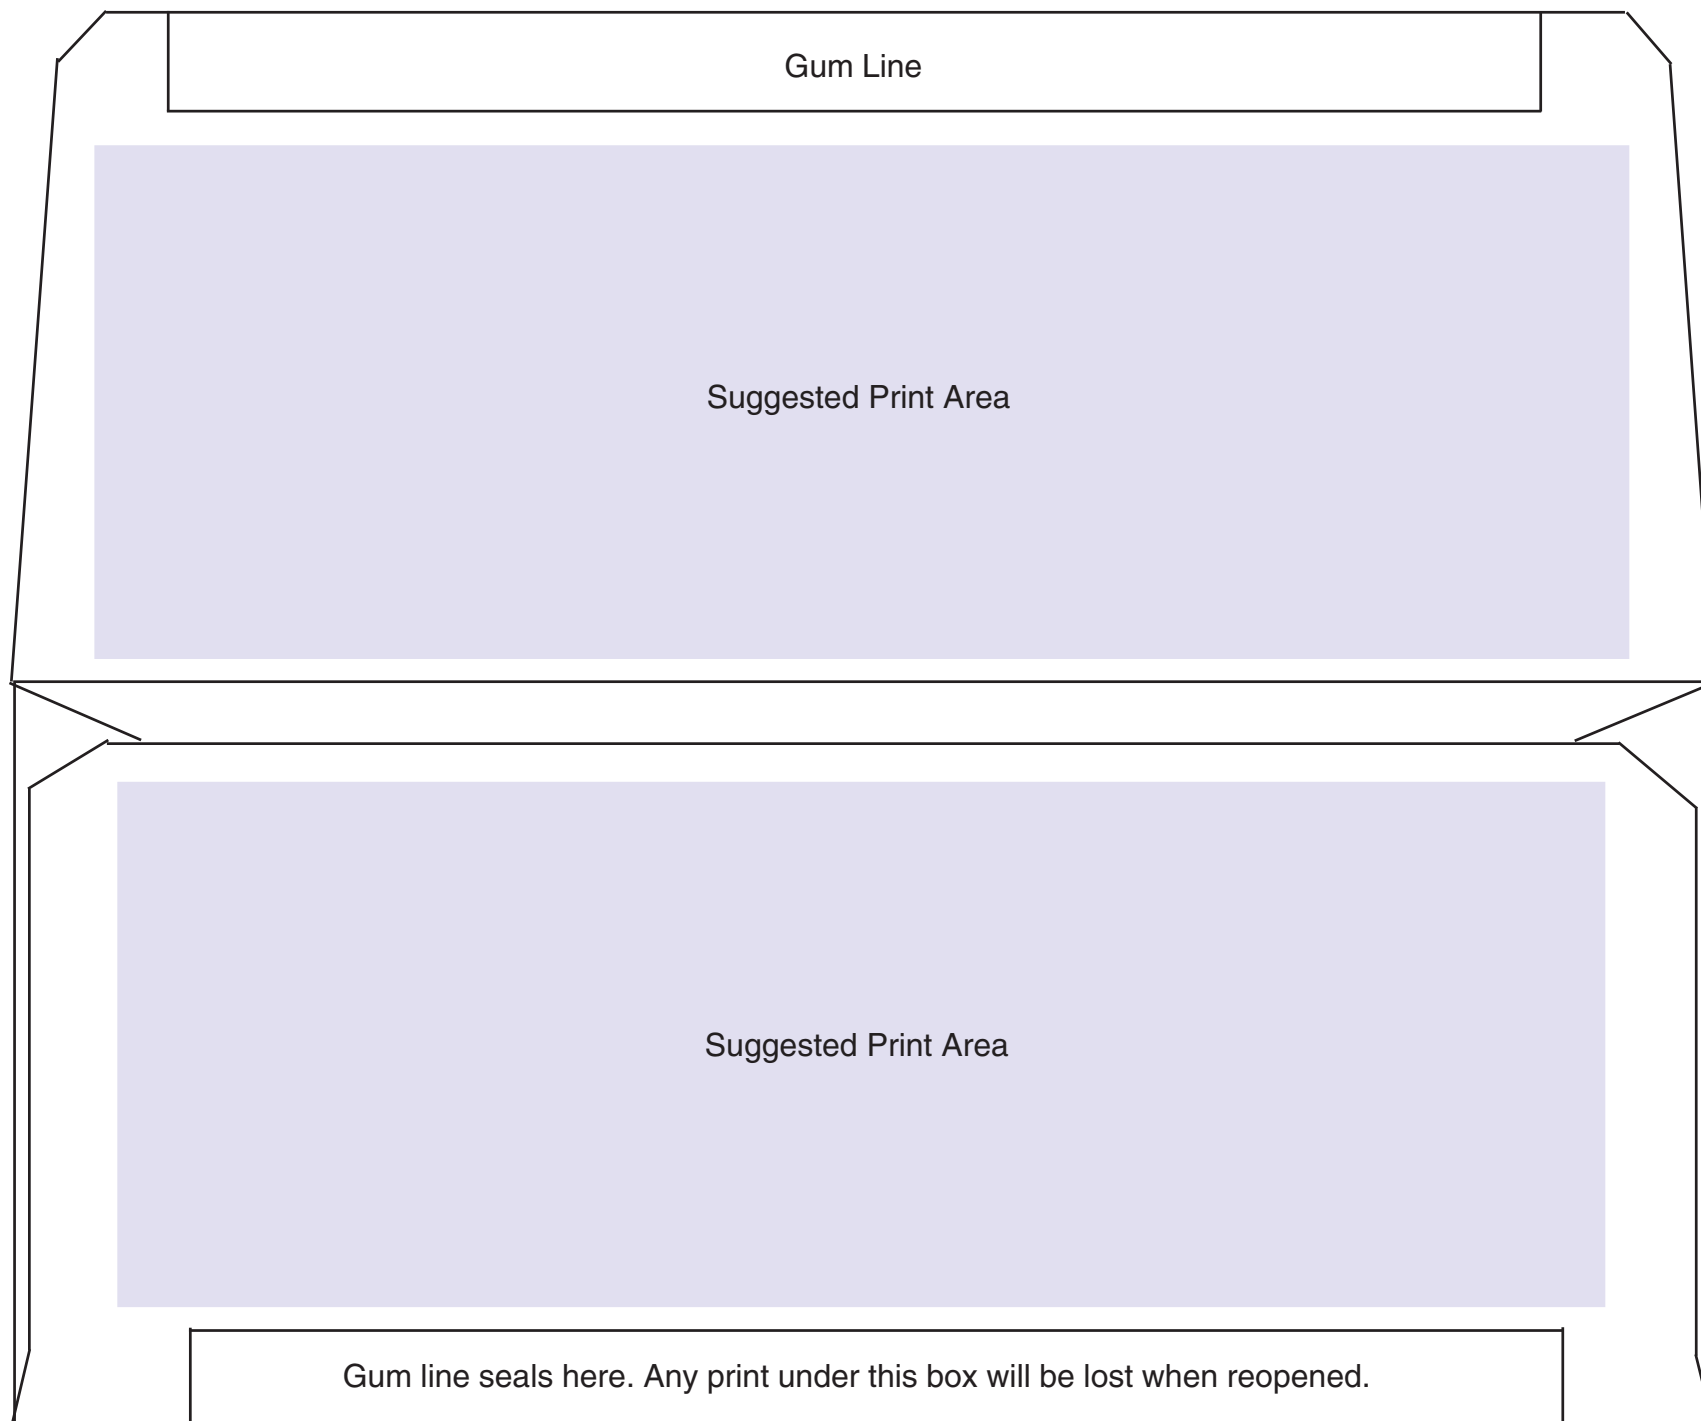 Gum Line
Suggested Print Area
Suggested Print Area
Gum line seals here. Any print under this box will be lost when reopened.